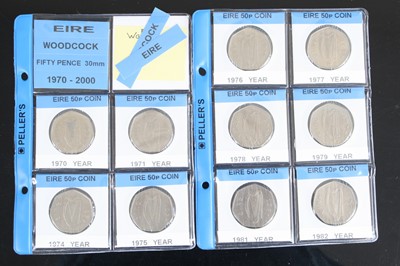 EIRE
WOODCOCK
FIFTY PENCE 30mm
1970 - 2000
WOODCOCK
EIRE
PELLER'S
EIRE 50P COIN
EIRE 50P COIN
1970 YEAR
1971 YEAR
EIRE 50P COIN
EIRE 50P COIN
1974 YEAR
1975 YEAR
PELLER'S
1976 YEAR
1977 YEAR
EIRE 50P COIN
EIRE 50P COIN
1978 YEAR
1979 YEAR
EIRE 50P COIN
EIRE 50P COIN
1981 YEAR
1982 YEAR
EIRE 50P COIN
EIRE 50P COIN